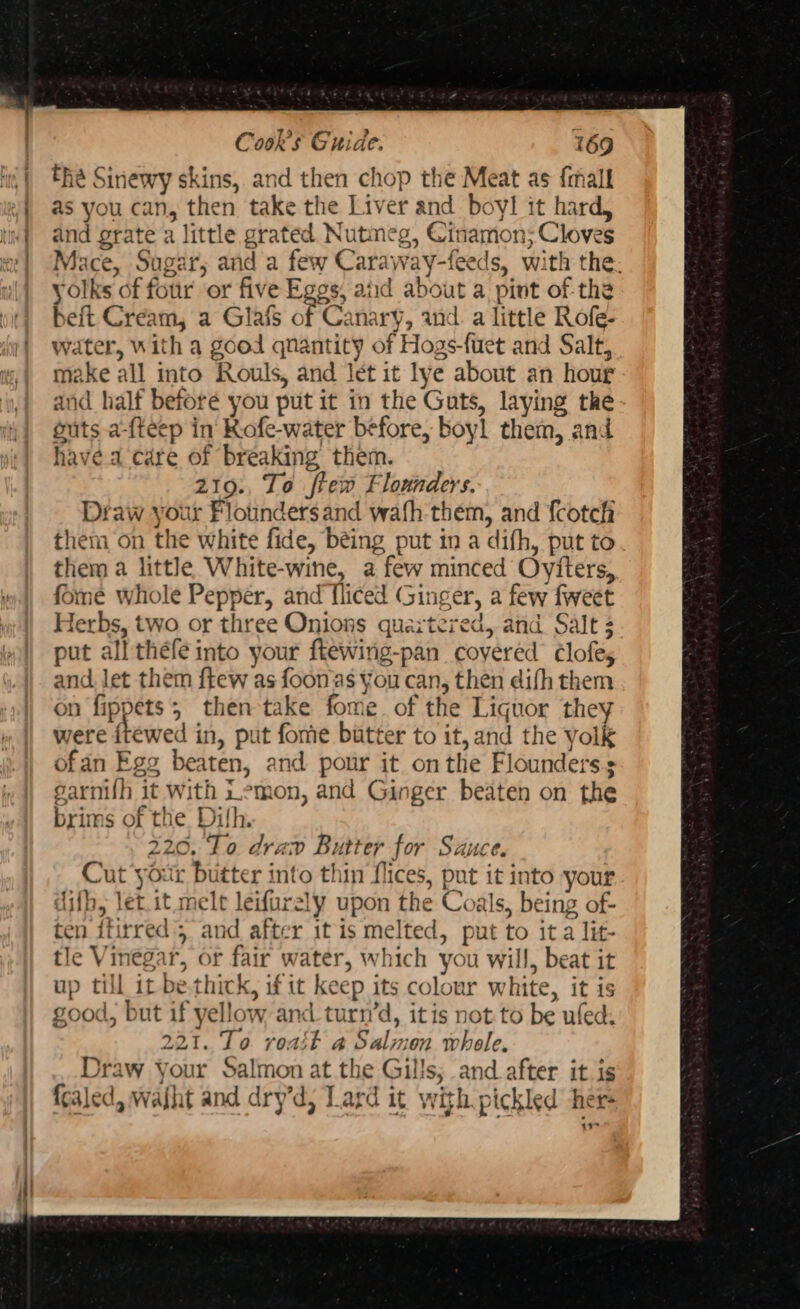 Cook's Guide. 169
thé Sinewy skins, and then chop the Meat as ſmall
as you can, then take the Liver and boyl it hard,
and grate a little grated Nutmeg, Cinamon; Cloves
Mace, Sugar, and a few Caraway-ſeeds, with the
yolks of four or five Eggs, and about a pint of the
beſt Cream, a Glaſs of Canary, and a little Roſe-
water, with a good quantity of Hogs-ſuet and Salt,
make all into Rouls, and let it lye about an hour
and half before you put it in the Guts, laying the
guts a-ſteep in Roſe-water before, boyl them, and
have a care of breaking them.
219. To ſtew Flounders.
Draw your Flounders and waſh them, and ſcotch
them on the white ſide, being put in a diſh, put to
them a little White-wine, a few minced Oyſters,
ſome whole Pepper, and ſliced Ginger, a few ſweet
Herbs, two or three Onions quartered, and Salt;
put all theſe into your ſtewing-pan covered cloſe,
and let them ſtew as ſoon as you can, then diſh them
on ſippets; then take ſome of the Liquor they
were ſtewed in, put ſome butter to it, and the yolk
of an Egg beaten, and pour it on the Flounders;
garniſh it with Lemon, and Ginger beaten on the
brims of the Diſh.
220. To draw Butter for Sauce.
Cut your butter into thin ſlices, put it into your
diſh, let it melt leiſurely upon the Coals, being of-
ten ſtirred; and after it is melted, put to it a lit-
tle Vinegar, or fair water, which you will, beat it
up till it be thick, if it keep its colour white, it is
good, but if yellow and turn'd, it is not to be uſed.
221. To roast a Salmon whole.
Draw your Salmon at the Gills, and after it is
ſcaled, waſht and dry'd, Lard it with pickled her-